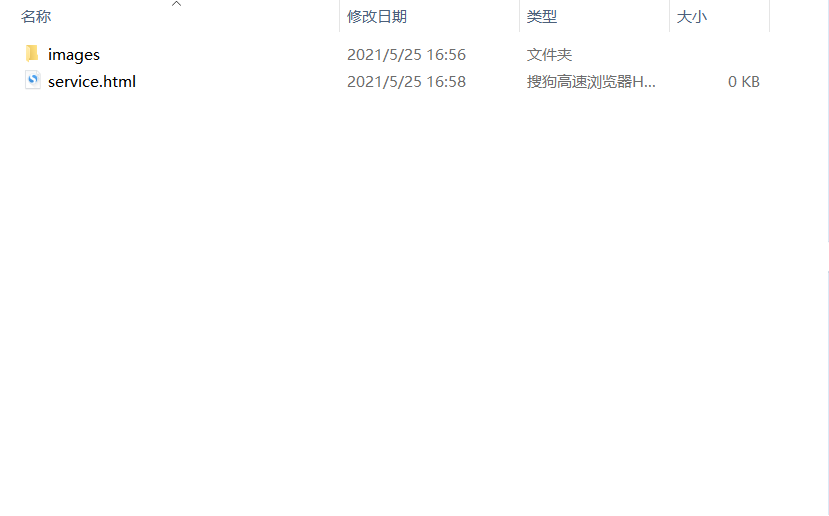 名称 修改日期 类型 大小
images 2021/5/25 16:56 文件夹
service.html 2021/5/25 16:58 搜狗高速浏览器H... 0 KB